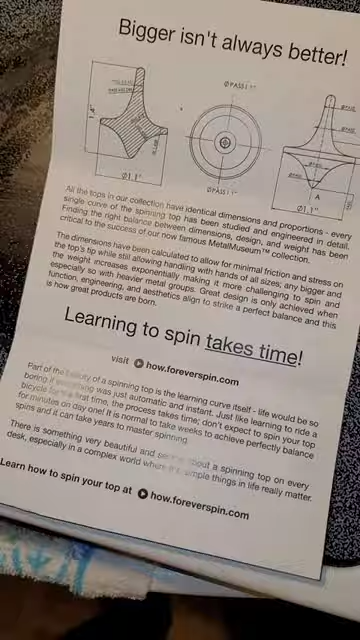 Bigger isn't always better!
ØPASS 1"
1.4"
ØPASS 1"
A
Ø1.1"
Ø1.1"
All the tops in our collection have identical dimensions and proportions - every
single curve of the spinning top has been studied and engineered in detail.
Finding the right balance between dimensions, design, and weight has been
critical to the success of our now famous MetalMuseum™ collection.
The dimensions have been calculated to allow for minimal friction and stress on
the top's tip while still allowing handling with hands of all sizes; any bigger and
the weight increases exponentially making it more challenging to spin and
especially so with heavier metal groups. Great design is only achieved when
function, engineering, and aesthetics align to strike a perfect balance and this
is how great products are born.
Learning to spin takes time!
visit how.foreverspin.com
Part of the beauty of a spinning top is the learning curve itself - life would be so
boring if everything was just automatic and instant. Just like learning to ride a
bicycle for the first time, the process takes time; don't expect to spin your top
for minutes on day one! It is normal to take weeks to achieve perfectly balance
spins and it can take years to master spinning.
There is something very beautiful and about a spinning top on every
desk, especially in a complex world where the simple things in life really matter.
Learn how to spin your top at how.foreverspin.com